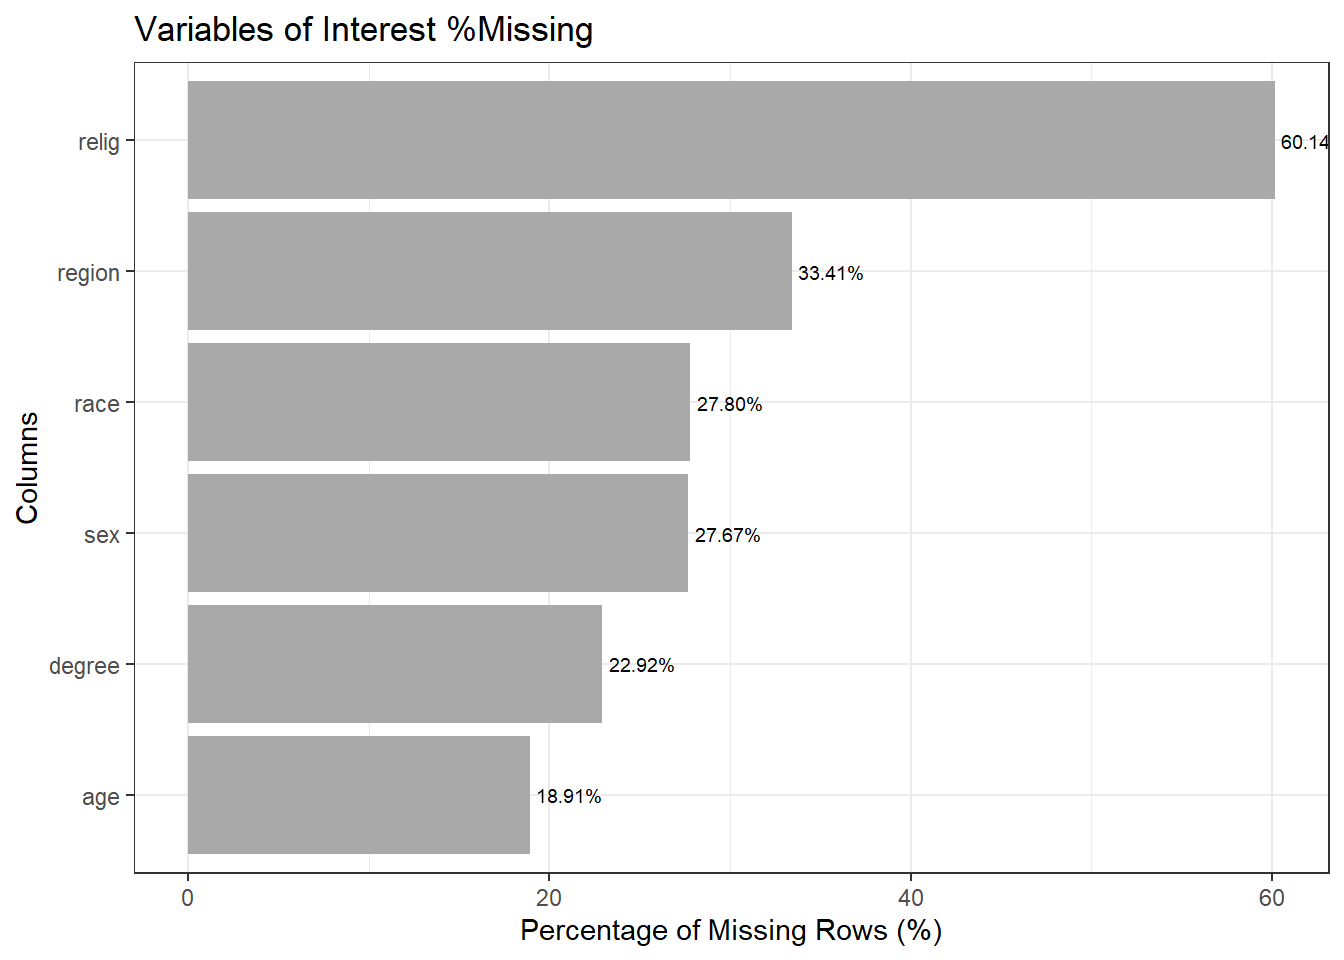 Variables of Interest %Missing
relig
60.14
region
33.41%
race
27.80%
sex
27.67%
degree
22.92%
age
18.91%
Columns
0 20 40 60
Percentage of Missing Rows (%)